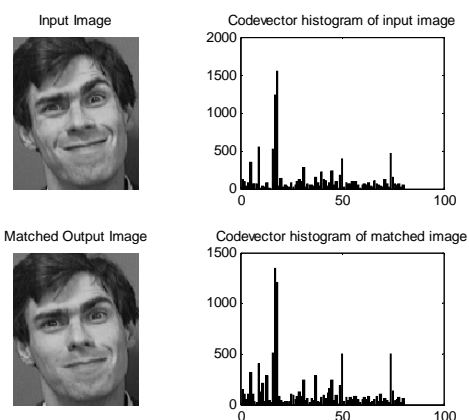 Input Image
Codevector histogram of input image
2000
1500
1000
500
0
0 50 100
Matched Output Image
Codevector histogram of matched image
1500
1000
500
0
0 50 100